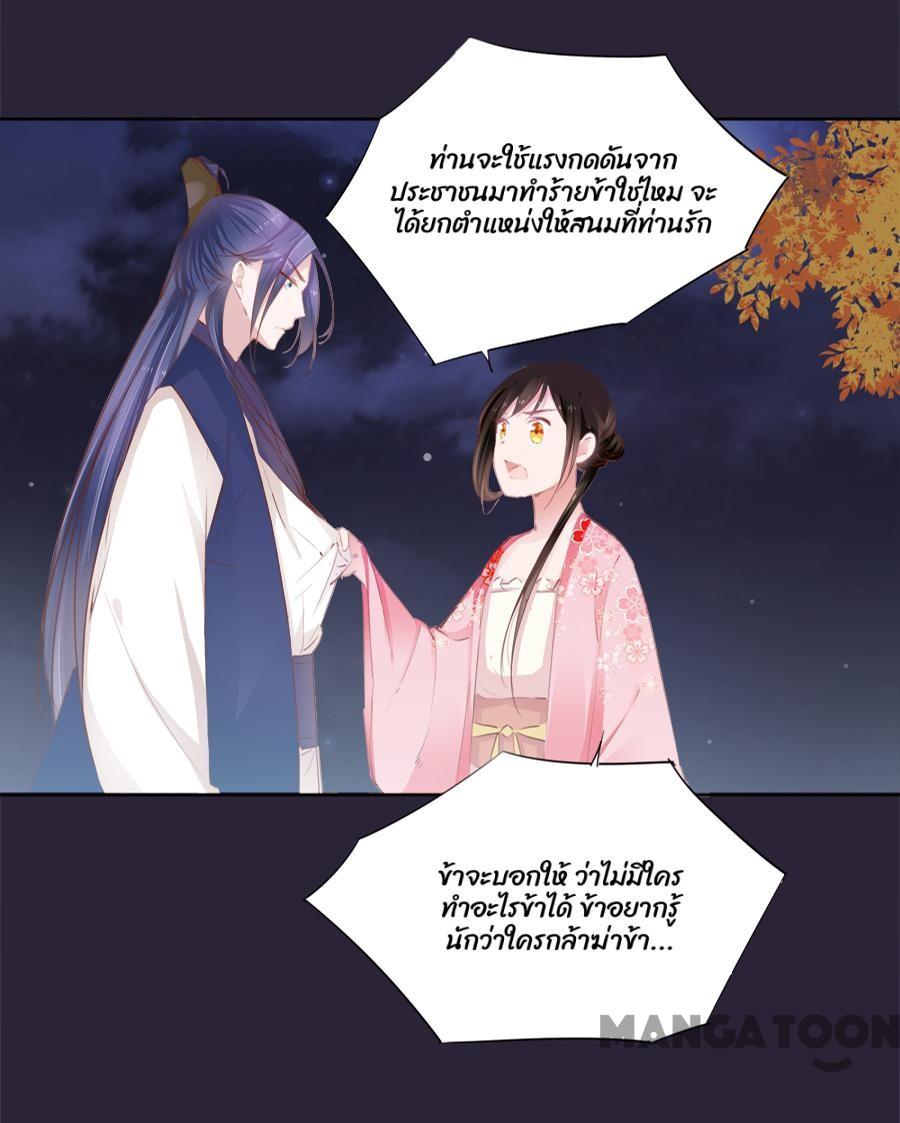 ท่านจะใช้แรงกดดันจาก
ประชาชนมาทำร้ายข้าใช่ไหม จะ
ได้ยกตำแหน่งให้สนมที่ท่านรัก
ข้าจะบอกให้ ว่าไม่มีใคร
ทำอะไรข้าได้ ข้าอยากรู้
นักว่าใครกล้าฆ่าข้า...
MANGATOON